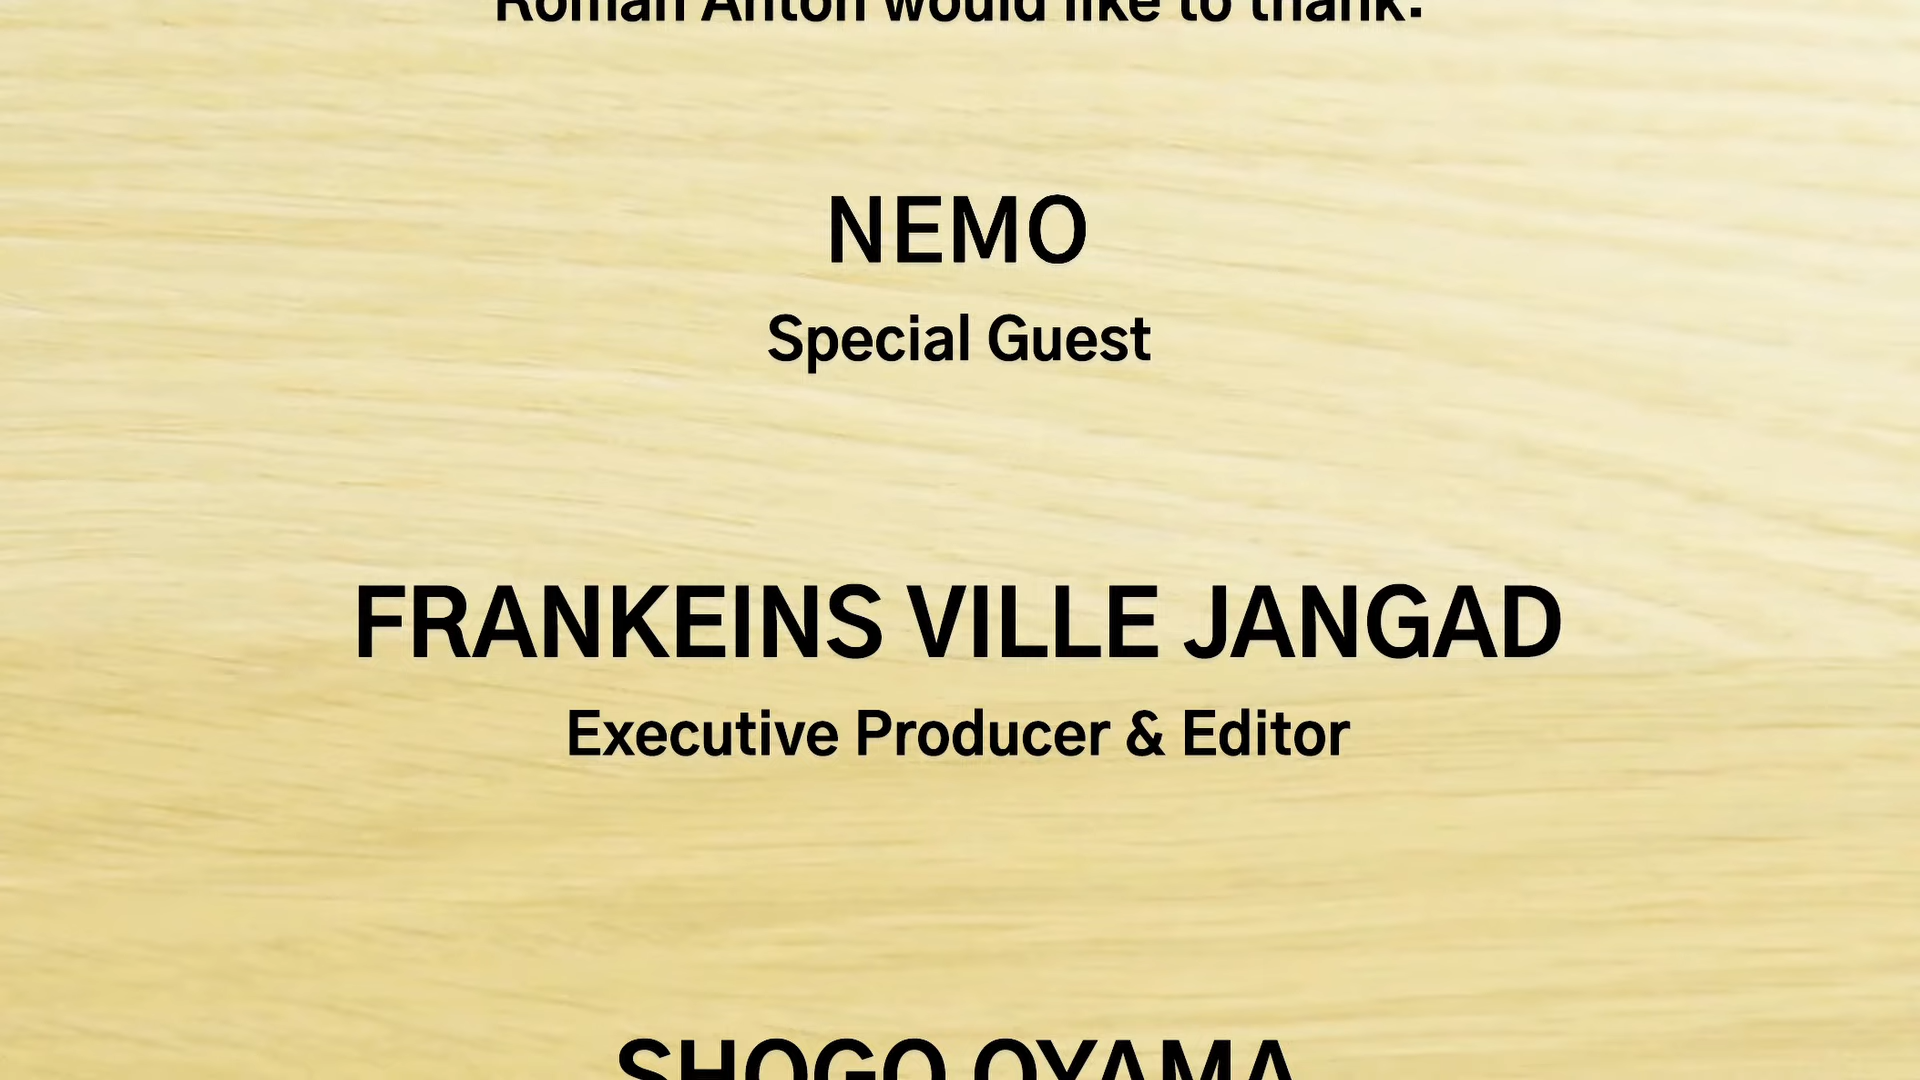 Roman Anton would like to thank:
NEMO
Special Guest
FRANKEINS VILLE JANGAD
Executive Producer & Editor
SHOGO OYAMA